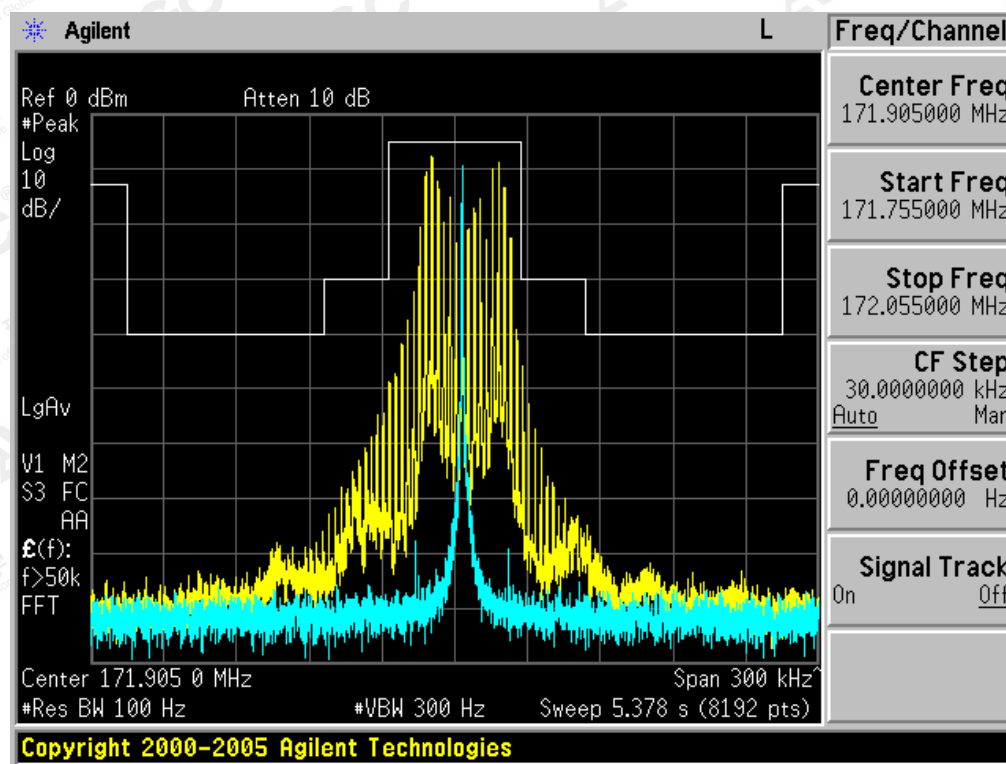 Agilent
L
Freq/Channel
Ref 0 dBm Atten 10 dB
#Peak
Log
10
dB/
LgAv
V1 M2
S3 FC
AA
£(f):
f>50k
FFT
Center 171.905 0 MHz Span 300 kHz^
#Res BW 100 Hz #VBW 300 Hz Sweep 5.378 s (8192 pts)
Copyright 2000-2005 Agilent Technologies
Center Freq
171.905000 MHz
Start Freq
171.755000 MHz
Stop Freq
172.055000 MHz
CF Step
30.0000000 kHz
Auto Man
Freq Offset
0.00000000 Hz
Signal Track
On Off